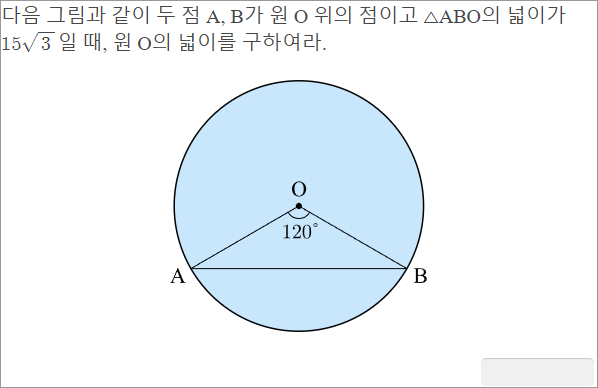 다음 그림과 같이 두 점 A, B가 원 O 위의 점이고 △ABO의 넓이가
15√3 일 때, 원 O의 넓이를 구하여라.
O
120°
A
B